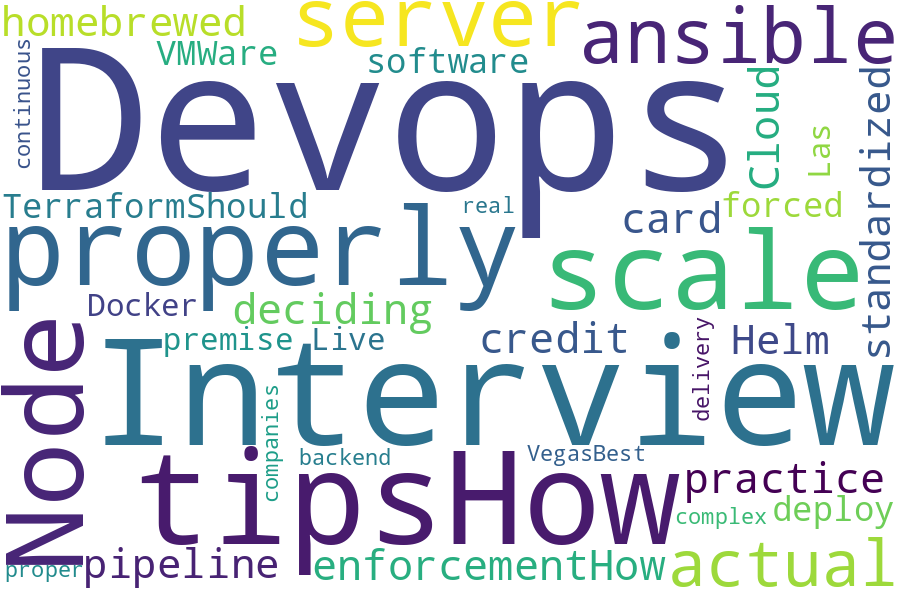 homebrewed
server
ansible
continuous
VMWare
software
Devops
Cloud
Las
standardized
TerraformShould
real
card
forced
properly
scale
Docker
deciding
Node
premise
Live
credit
delivery
Helm
Interview
companies
backend
VegasBest
tipsHow
practice
complex
deploy
proper
pipeline
enforcementHow
actual